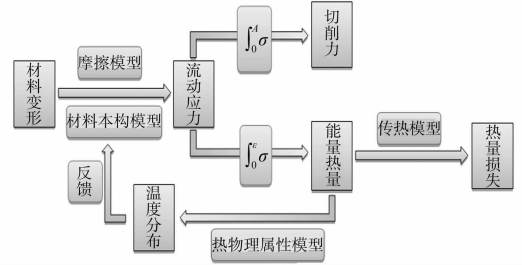 材料变形
摩擦模型
材料本构模型
流动应力
∫₀ᴬσ
切削力
∫₀ᵋσ
能量热量
传热模型
热量损失
反馈
温度分布
热物理属性模型